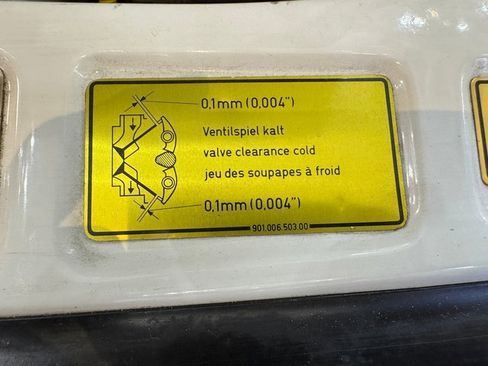 0.1mm (0,004")
Ventilspiel kalt
valve clearance cold
jeu des soupapes à froid
0,1mm (0,004")
901.006.503.00